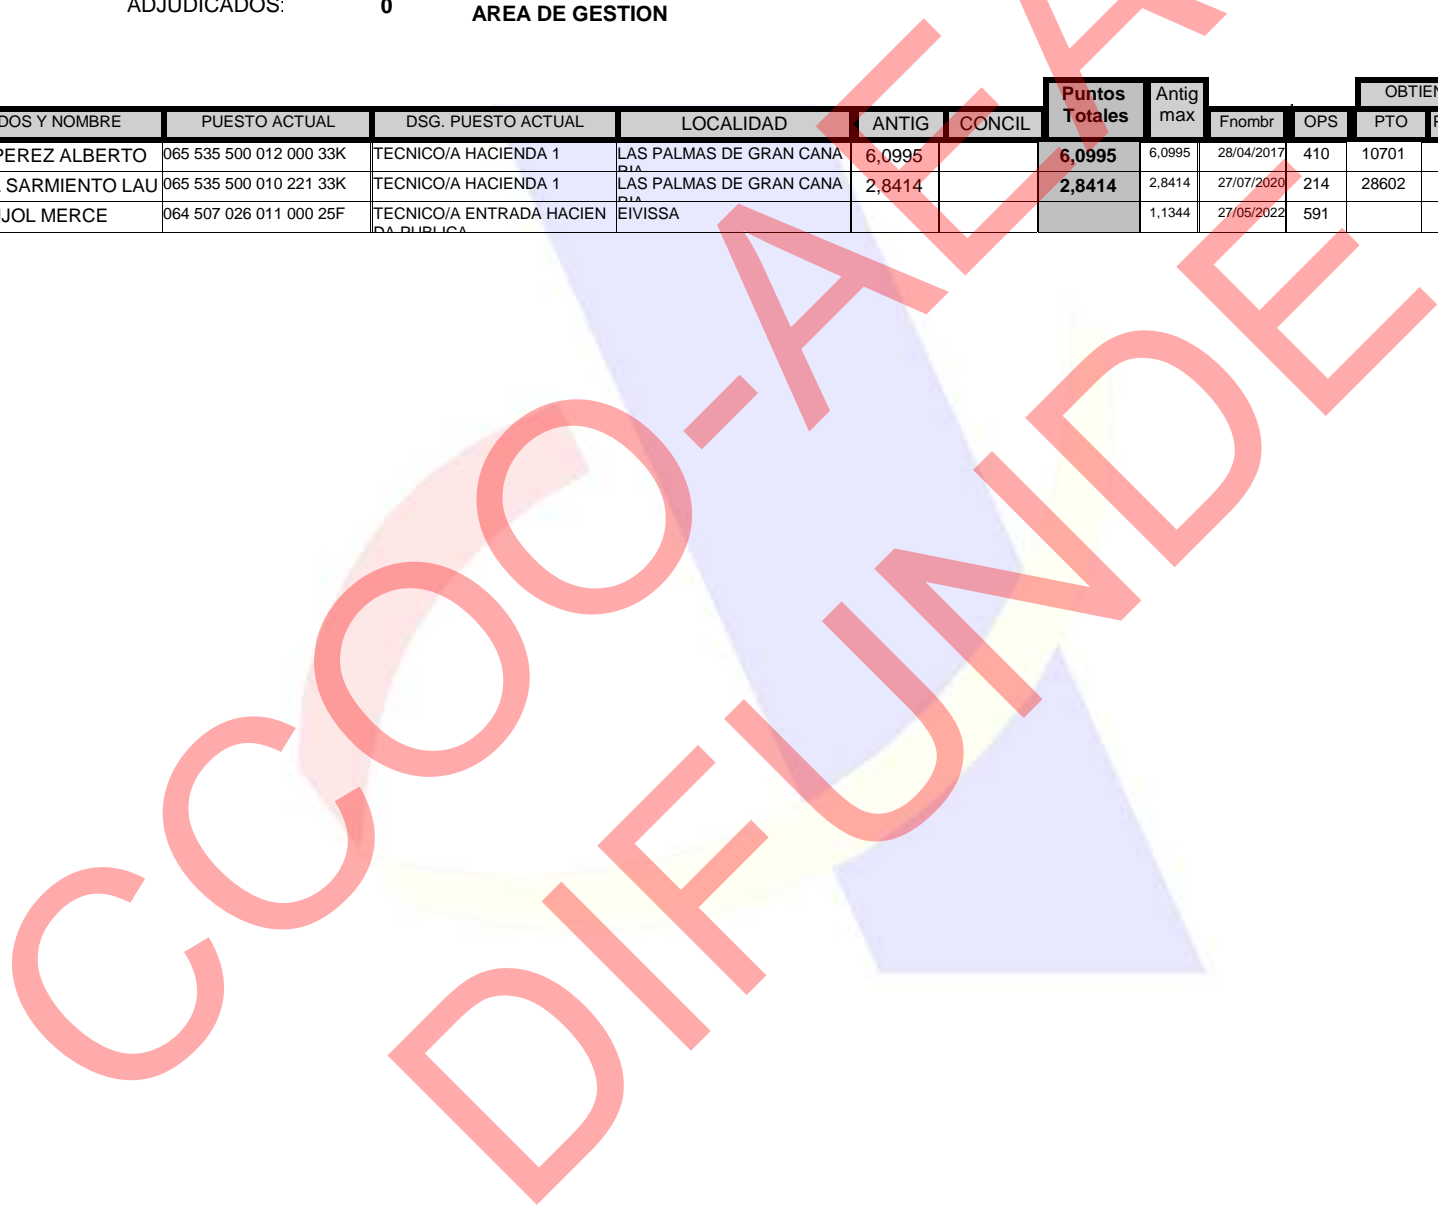 ADJUDICADOS: 0 AREA DE GESTION
Puntos Totales Antig max OBTIEN
DOS Y NOMBRE PUESTO ACTUAL DSG. PUESTO ACTUAL LOCALIDAD ANTIG CONCIL Fnombr OPS PTO
PEREZ ALBERTO 065 535 500 012 000 33K TECNICO/A HACIENDA 1 LAS PALMAS DE GRAN CANA 6,0995 6,0995 6,0995 28/04/2017 410 10701
RIA
SARMIENTO LAU 065 535 500 010 221 33K TECNICO/A HACIENDA 1 LAS PALMAS DE GRAN CANA 2,8414 2,8414 2,8414 27/07/2020 214 28602
RIA
JOL MERCE 064 507 026 011 000 25F TECNICO/A ENTRADA HACIEN EIVISSA 1,1344 27/05/2022 591
DA PUBLICA
CCOO-AEA
DIFUNDE